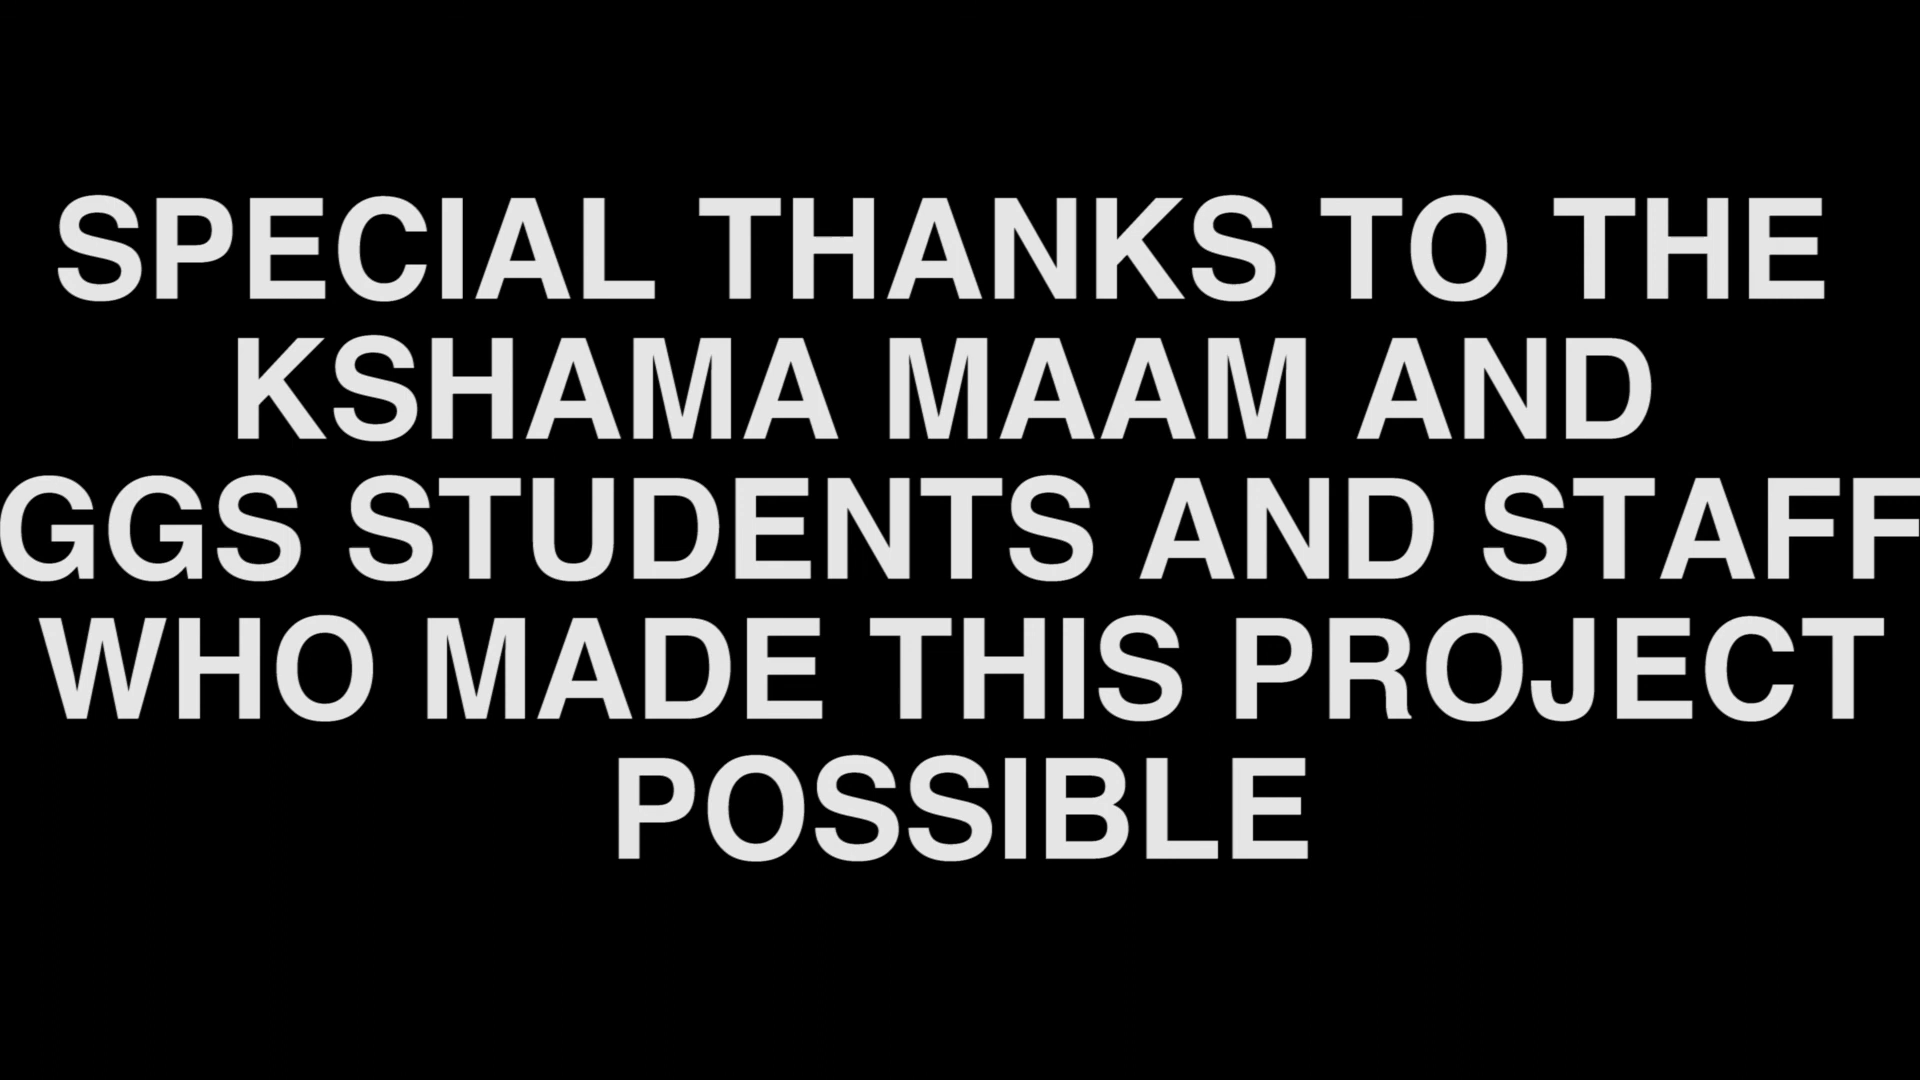 SPECIAL THANKS TO THE
KSHAMA MAAM AND
GGS STUDENTS AND STAFF
WHO MADE THIS PROJECT
POSSIBLE